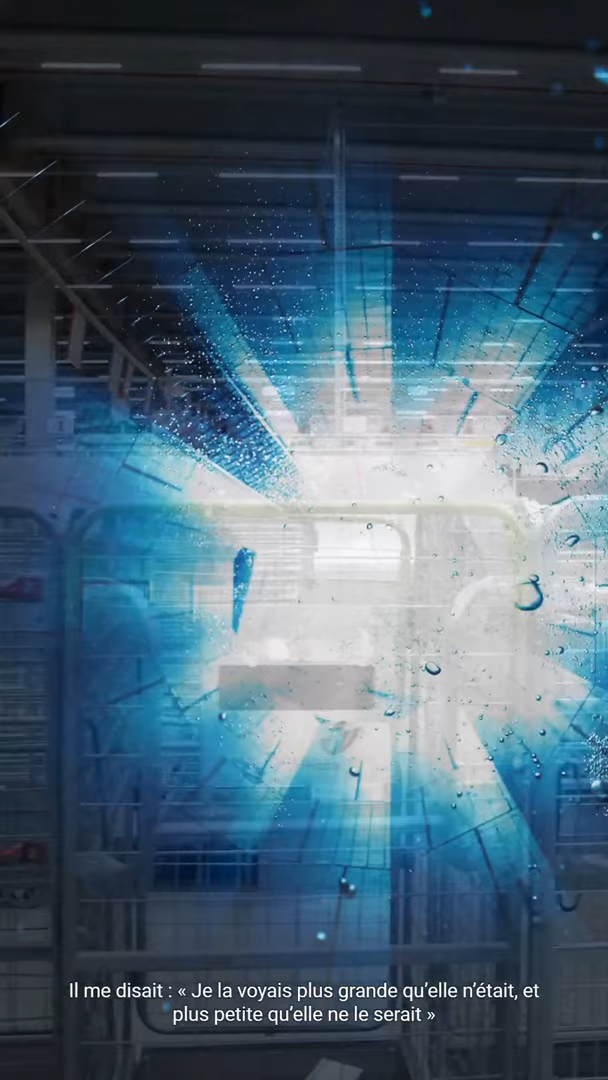 Il me disait : « Je la voyais plus grande qu’elle n’était, et
plus petite qu’elle ne le serait »